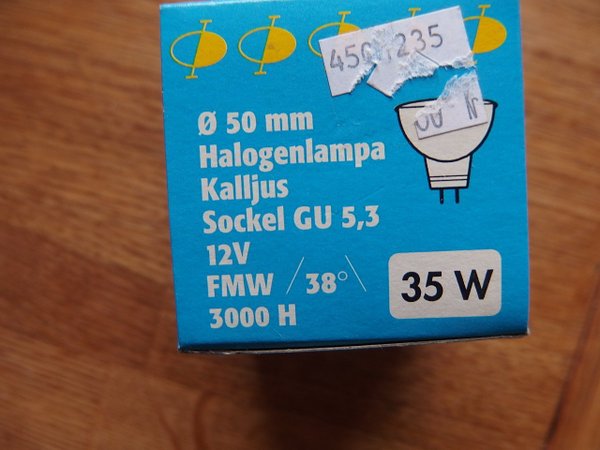 Ø 50 mm
Halogenlampa
Kalljus
Sockel GU 5,3
12V
FMW 38°
3000 H
35 W